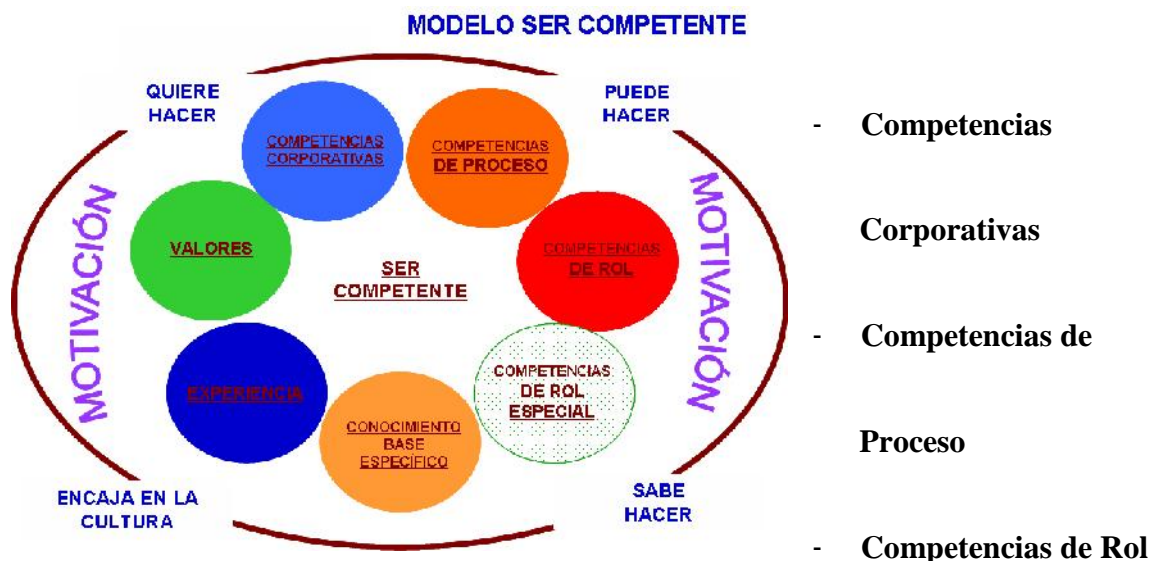 MODELO SER COMPETENTE
QUIERE
HACER
PUEDE
HACER
COMPETENCIAS
CORPORATIVAS
COMPETENCIAS
DE PROCESO
MOTIVACIÓN
VALORES
SER
COMPETENTE
COMPETENCIAS
DE ROL
MOTIVACIÓN
EXPERIENCIA
CONOCIMIENTO
BASE
ESPECÍFICO
COMPETENCIAS
DE ROL
ESPECIAL
ENCAJA EN LA
CULTURA
SABE
HACER
- Competencias
Corporativas
- Competencias de
Proceso
- Competencias de Rol